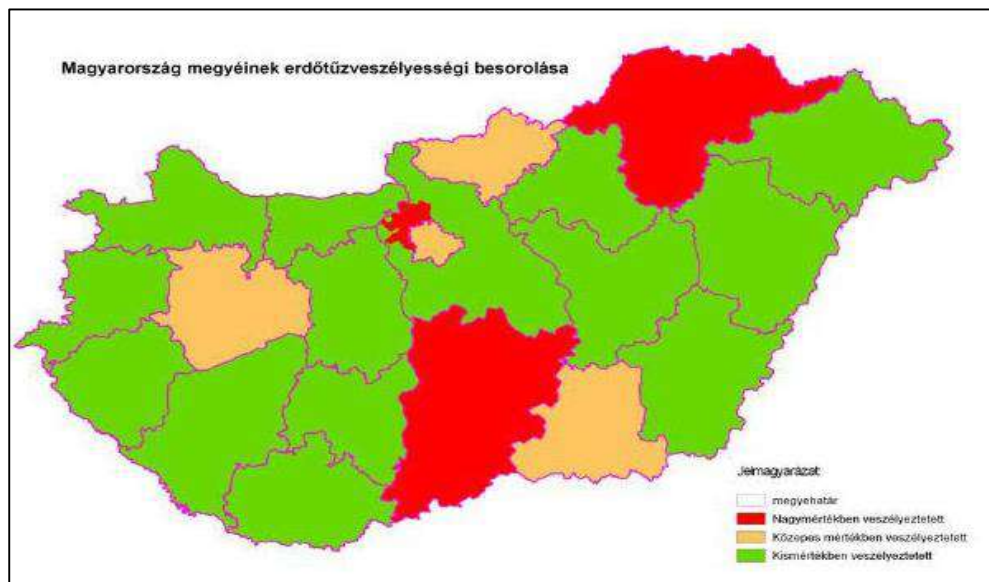 Magyarország megyéinek erdőtűzveszélyességi besorolása
Jelmagyarázat
megyehatár
Nagymértékben veszélyeztetett
Közepes mértékben veszélyeztetett
Kismértékben veszélyeztetett